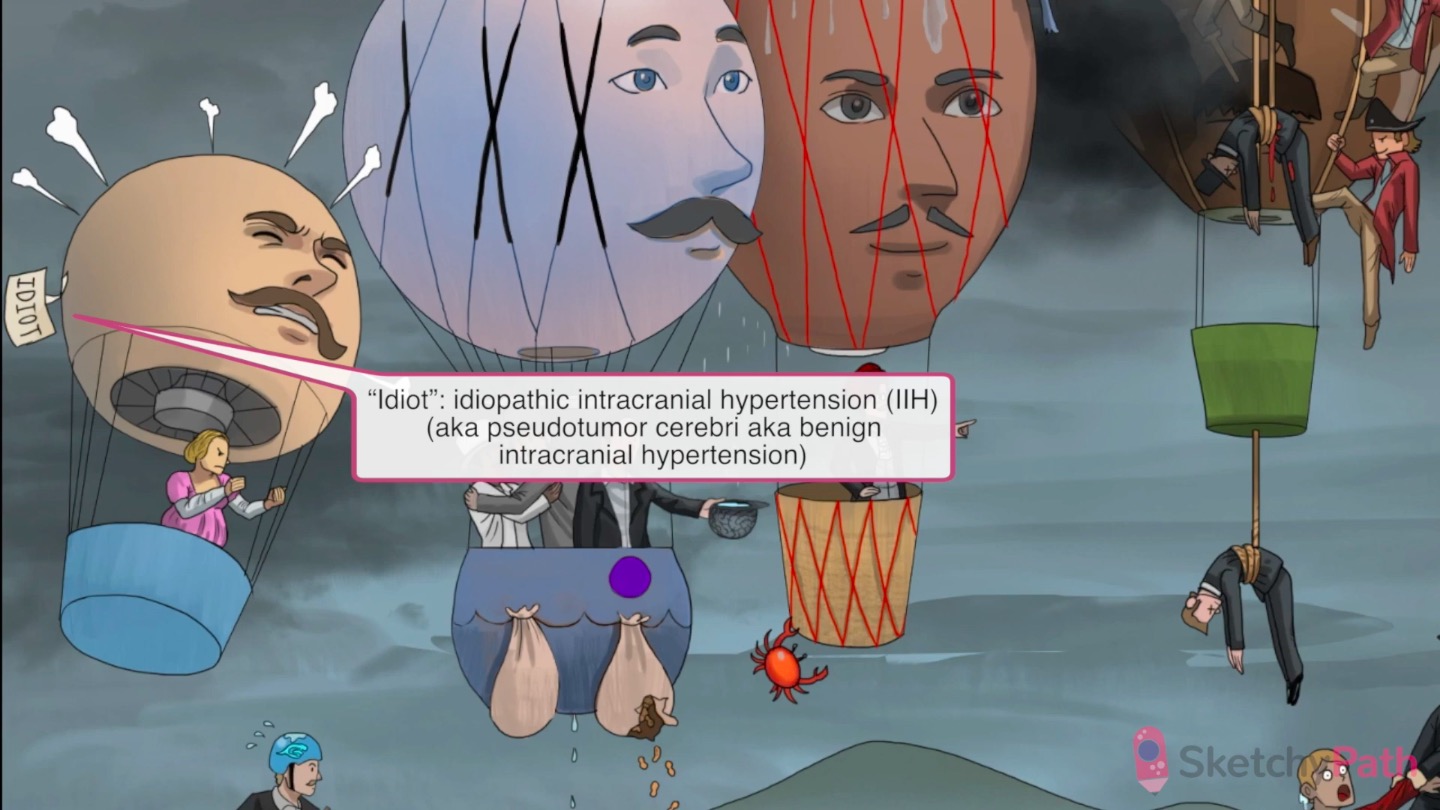 IDIOT
“Idiot”: idiopathic intracranial hypertension (IIH)
(aka pseudotumor cerebri aka benign
intracranial hypertension)
SketchyPath